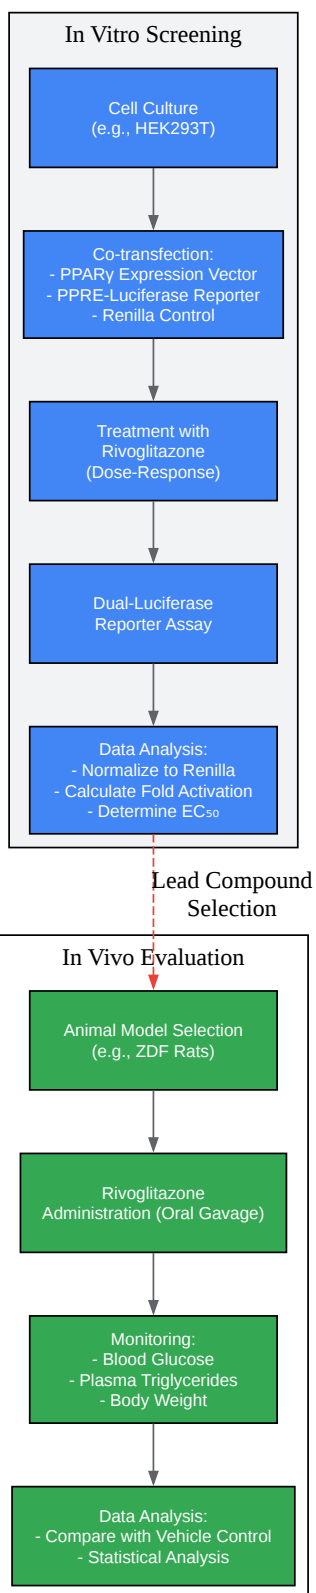 In Vitro Screening
Cell Culture
(e.g., HEK293T)
Co-transfection:
- PPARγ Expression Vector
- PPRE-Luciferase Reporter
- Renilla Control
Treatment with
Rivoglitazone
(Dose-Response)
Dual-Luciferase
Reporter Assay
Data Analysis:
- Normalize to Renilla
- Calculate Fold Activation
- Determine EC₅₀
Lead Compound
Selection
In Vivo Evaluation
Animal Model Selection
(e.g., ZDF Rats)
Rivoglitazone
Administration (Oral Gavage)
Monitoring:
- Blood Glucose
- Plasma Triglycerides
- Body Weight
Data Analysis:
- Compare with Vehicle Control
- Statistical Analysis